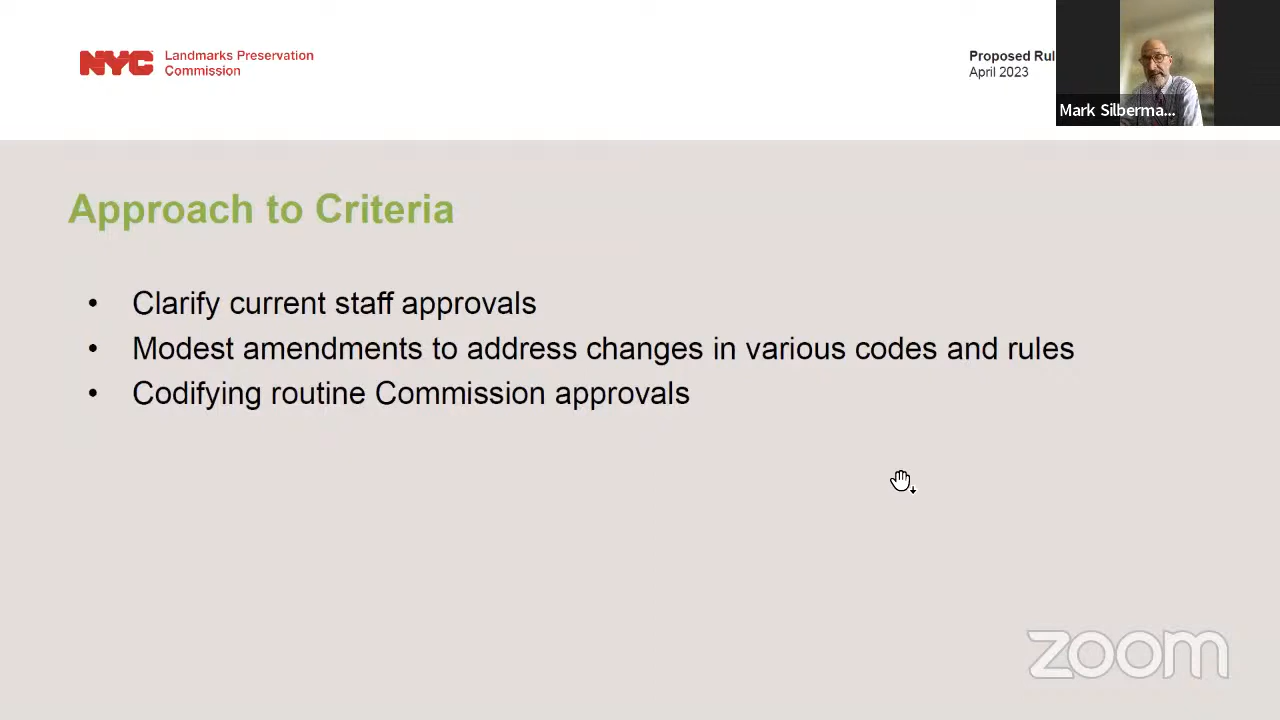 NYC
Landmarks Preservation
Commission
Proposed Rul
April 2023
Mark Silberma...
Approach to Criteria
• Clarify current staff approvals
• Modest amendments to address changes in various codes and rules
• Codifying routine Commission approvals
zoom